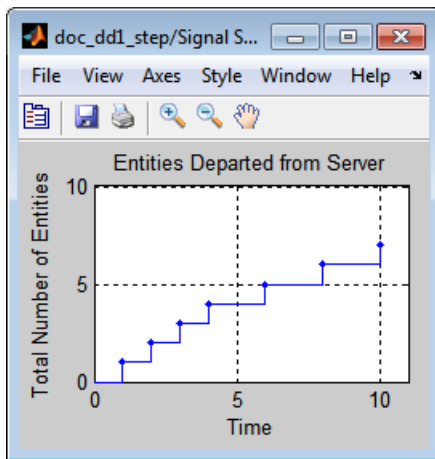 doc_dd1_step/Signal S...
File View Axes Style Window Help
Entities Departed from Server
Total Number of Entities
10
5
0
0 5 10
Time